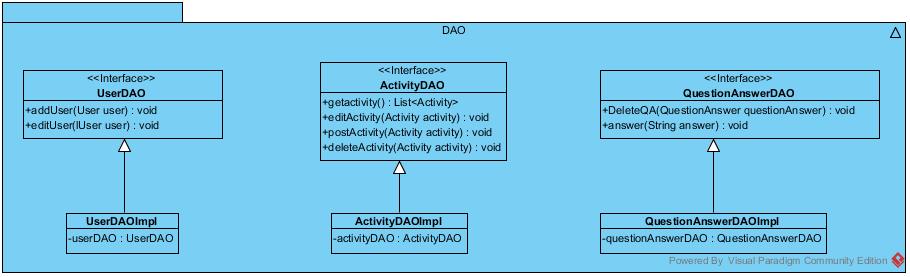 DAO
<<Interface>>
UserDAO
+addUser(User user) : void
+editUser(IUser user) : void
<<Interface>>
ActivityDAO
+getactivity() : List<Activity>
+editActivity(Activity activity) : void
+postActivity(Activity activity) : void
+deleteActivity(Activity activity) : void
<<Interface>>
QuestionAnswerDAO
+DeleteQA(QuestionAnswer questionAnswer) : void
+answer(String answer) : void
UserDAOImpl
-userDAO : UserDAO
ActivityDAOImpl
-activityDAO : ActivityDAO
QuestionAnswerDAOImpl
-questionAnswerDAO : QuestionAnswerDAO
Powered By Visual Paradigm Community Edition